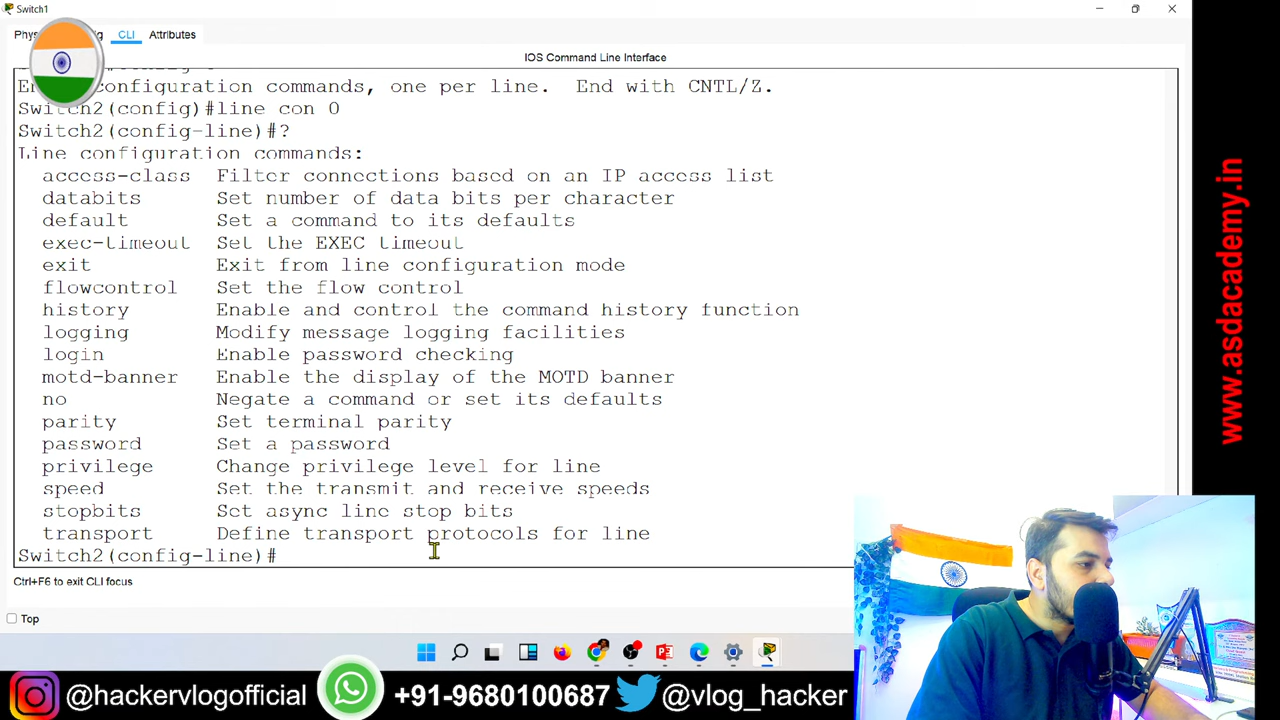 Switch1
CLI
Attributes
IOS Command Line Interface
configuration commands, one per line. End with CNTL/Z.
Switch2(config)#line con 0
Switch2(config-line)#?
Line configuration commands:
access-class Filter connections based on an IP access list
databits Set number of data bits per character
default Set a command to its defaults
exec-timeout Set the EXEC timeout
exit Exit from line configuration mode
flowcontrol Set the flow control
history Enable and control the command history function
logging Modify message logging facilities
login Enable password checking
motd-banner Enable the display of the MOTD banner
no Negate a command or set its defaults
parity Set terminal parity
password Set a password
privilege Change privilege level for line
speed Set the transmit and receive speeds
stopbits Set async line stop bits
transport Define transport protocols for line
Switch2(config-line)#
Ctrl+F6 to exit CLI focus
Top
@hackervlogofficial
+91-9680100687
@vlog_hacker
www.asdacademy.in